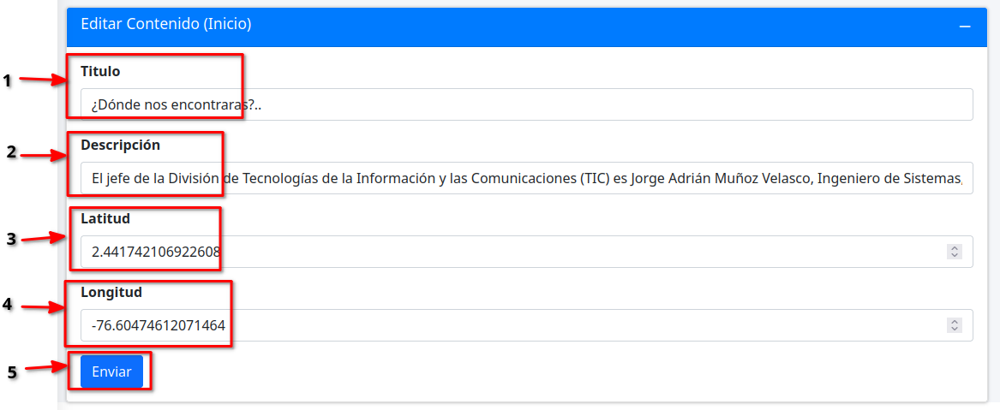 Editar Contenido (Inicio)
1
Titulo
¿Dónde nos encontraras?..
2
Descripción
El jefe de la División de Tecnologías de la Información y las Comunicaciones (TIC) es Jorge Adrián Muñoz Velasco, Ingeniero de Sistemas,
3
Latitud
2.441742106922608
4
Longitud
-76.60474612071464
5
Enviar